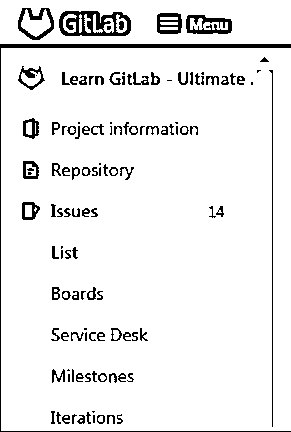 GitLab Menu
Learn GitLab - Ultimate .
Project information
Repository
Issues 14
List
Boards
Service Desk
Milestones
Iterations